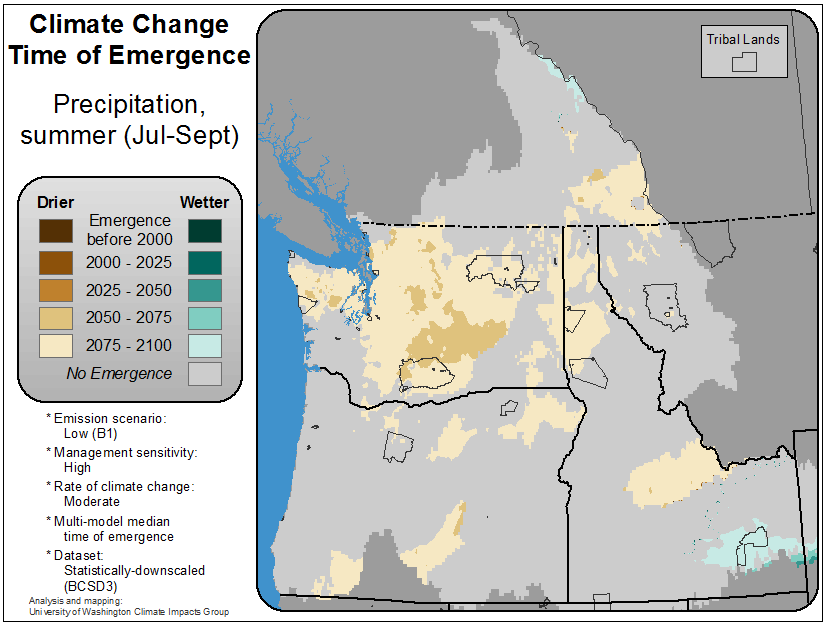 Climate Change
Time of Emergence
Precipitation,
summer (Jul-Sept)
Tribal Lands
Drier Wetter
Emergence
before 2000
2000 - 2025
2025 - 2050
2050 - 2075
2075 - 2100
No Emergence
* Emission scenario:
Low (B1)
* Management sensitivity:
High
* Rate of climate change:
Moderate
* Multi-model median
time of emergence
* Dataset:
Statistically-downscaled
(BCSD3)
Analysis and mapping:
University of Washington Climate Impacts Group